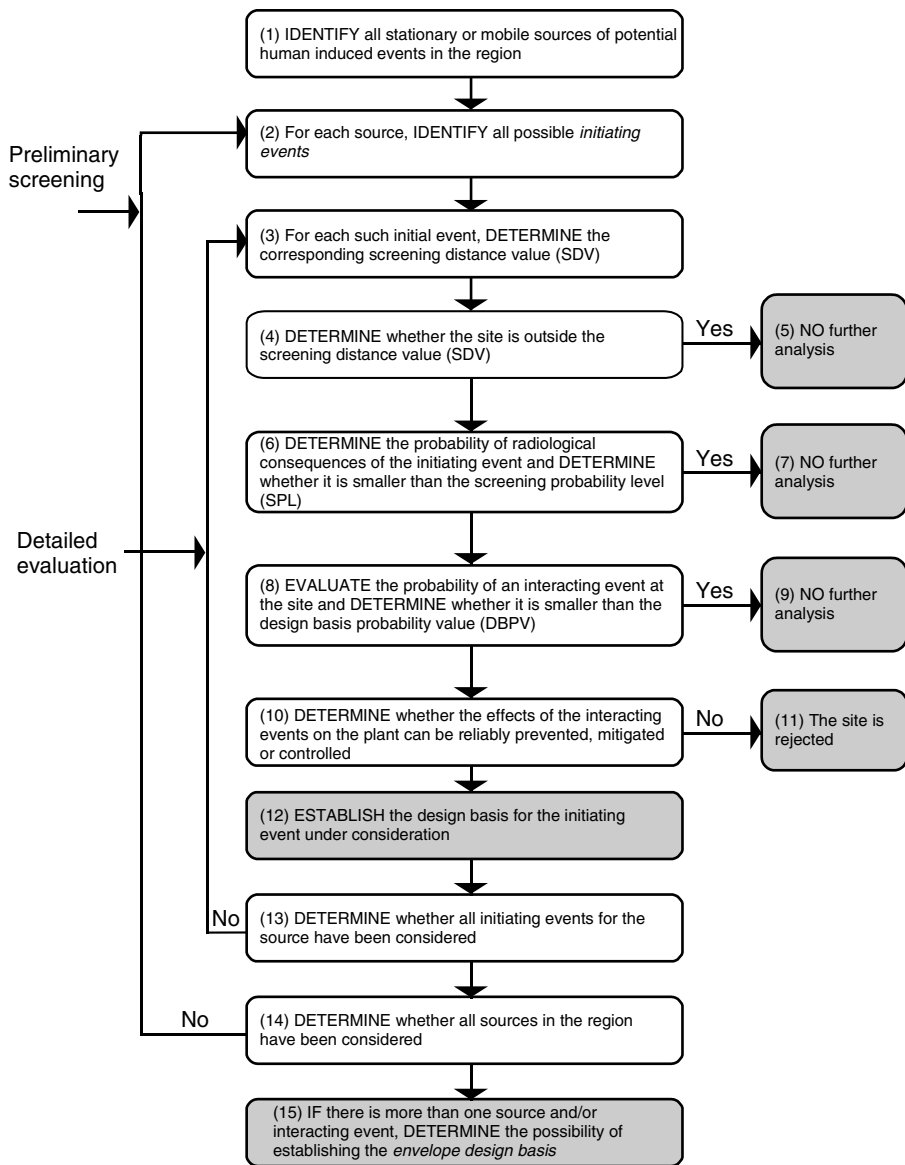 (1) IDENTIFY all stationary or mobile sources of potential
human induced events in the region
(2) For each source, IDENTIFY all possible initiating
events
Preliminary
screening
(3) For each such initial event, DETERMINE the
corresponding screening distance value (SDV)
(4) DETERMINE whether the site is outside the
screening distance value (SDV)
Yes
(5) NO further
analysis
(6) DETERMINE the probability of radiological
consequences of the initiating event and DETERMINE
whether it is smaller than the screening probability level
(SPL)
Yes
(7) NO further
analysis
Detailed
evaluation
(8) EVALUATE the probability of an interacting event at
the site and DETERMINE whether it is smaller than the
design basis probability value (DBPV)
Yes
(9) NO further
analysis
(10) DETERMINE whether the effects of the interacting
events on the plant can be reliably prevented, mitigated
or controlled
No
(11) The site is
rejected
(12) ESTABLISH the design basis for the initiating
event under consideration
No
(13) DETERMINE whether all initiating events for the
source have been considered
No
(14) DETERMINE whether all sources in the region
have been considered
(15) IF there is more than one source and/or
interacting event, DETERMINE the possibility of
establishing the envelope design basis